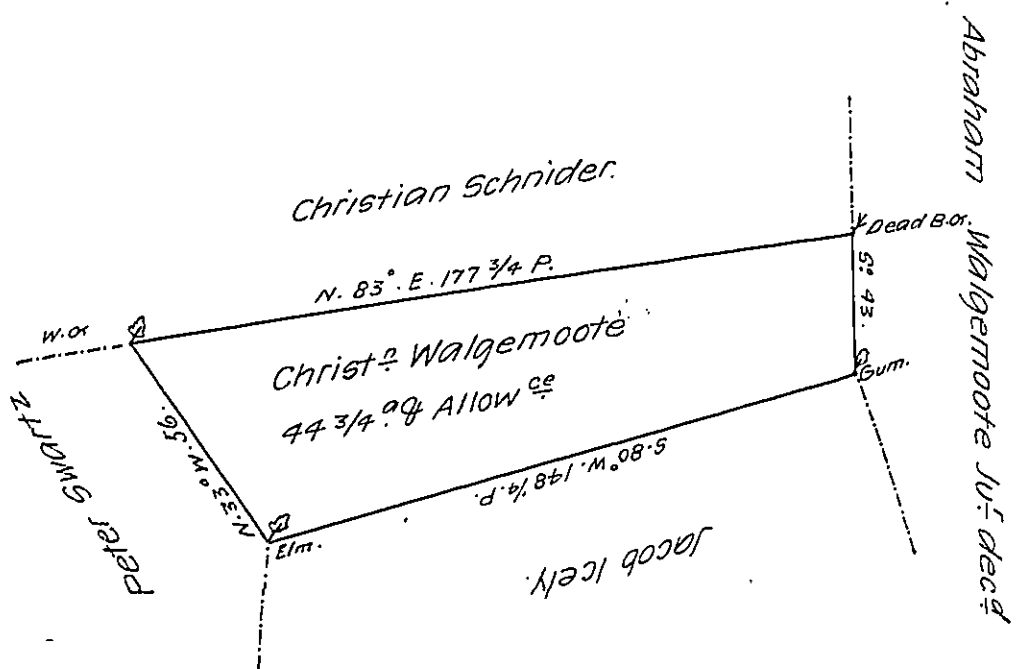 Christian Schnider.
Abraham Walgemoote Ju.r dec.d
Dead B.or.
N. 83°. E. 177 3/4 P.
S.° 43.
W.or
Christ.n Walgemooté
44 3/4 a & Allow ce
Gum.
Peter Swartz
N. 33° W. 56.
S. 80° W. 148 1/4 P.
Elm.
Jacob Icely.